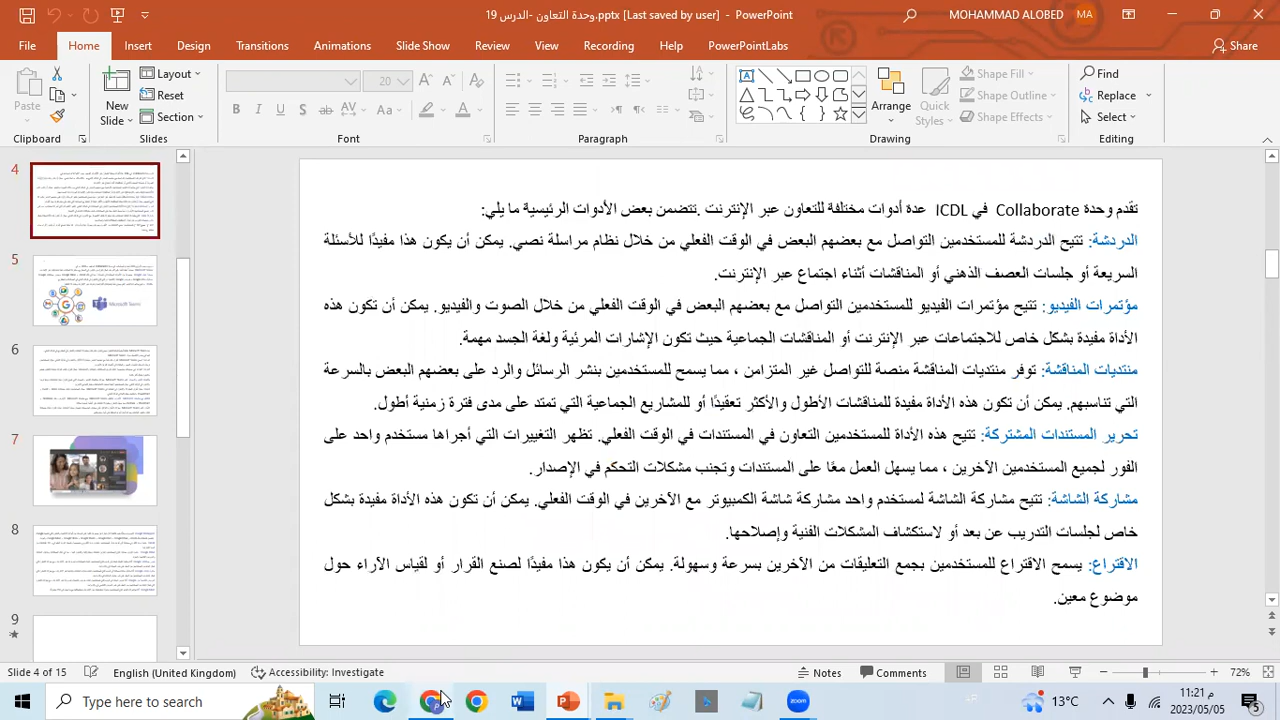 وحدة التعاون -الدرس 19.pptx [Last saved by user] - PowerPoint
MOHAMMAD ALOBED
MA
File Home Insert Design Transitions Animations Slide Show Review View Recording Help PowerPointLabs
Share
Paste
New Slide
Layout
Reset
Section
20
Shape Fill
Shape Outline
Shape Effects
Arrange
Quick Styles
Find
Replace
Select
Clipboard Slides Font Paragraph Drawing Editing
4
5
6
7
8
9
تقدم وحدة Collaborate في ICDL عدة أدوات مختلفة للتعاون عبر الإنترنت .تتضمن بعض الأدوات الرئيسية ما يلي:
الدردشة: تتيح الدردشة للمستخدمين التواصل مع بعضهم البعض في الوقت الفعلي من خلال نظام مراسلة نصي. يمكن أن يكون هذا مفيدًا للأسئلة
السريعة أو جلسات العصف الذهني أو المناقشات أثناء اجتماع عبر الإنترنت.
مؤتمرات الفيديو: تتيح مؤتمرات الفيديو للمستخدمين التواصل مع بعضهم البعض في الوقت الفعلي من خلال الصوت والفيديو. يمكن أن تكون هذه
الأداة مفيدة بشكل خاص للاجتماعات عبر الإنترنت أو المناقشات الجماعية حيث تكون الإشارات المرئية ولغة الجسد مهمة.
منتديات المناقشة: توفر منتديات المناقشة منصة للتواصل غير المتزامن ، مما يسمح للمستخدمين بنشر الرسائل والرد على بعضهم البعض بالسرعة
التي تناسبهم. يمكن أن تكون هذه الأداة مفيدة للمناقشات الأطول والأكثر تعقيدًا أو للمشاريع الجماعية التي تمتد على مدى فترة زمنية أطول.
تحرير المستندات المشتركة: تتيح هذه الأداة للمستخدمين التعاون في المستندات في الوقت الفعلي. تظهر التغييرات التي أجراها مستخدم واحد على
الفور لجميع المستخدمين الآخرين ، مما يسهل العمل معًا على المستندات وتجنب مشكلات التحكم في الإصدار.
مشاركة الشاشة: تتيح مشاركة الشاشة لمستخدم واحد مشاركة شاشة الكمبيوتر مع الآخرين في الوقت الفعلي. يمكن أن تكون هذه الأداة مفيدة بشكل
خاص لجلسات التدريب عن بعد أو لاستكشاف المشكلات الفنية وإصلاحها.
الاقتراع: يسمح الاقتراع للمستخدمين بجمع التعليقات من الآخرين بسرعة وسهولة. يمكن أن يكون هذا مفيدًا لصنع القرار أو لقياس الآراء حول
موضوع معين.
Slide 4 of 15
English (United Kingdom)
Accessibility: Investigate
Notes
Comments
72%
Type here to search
zoom
13°C
11:21 م
2023/05/05
5